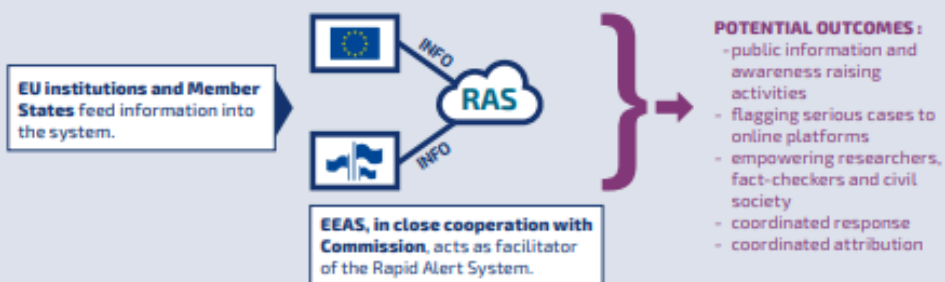 EU institutions and Member
States feed information into
the system.
INFO
RAS
INFO
EEAS, in close cooperation with
Commission, acts as facilitator
of the Rapid Alert System.
POTENTIAL OUTCOMES :
-public information and
awareness raising
activities
- flagging serious cases to
online platforms
- empowering researchers,
fact-checkers and civil
society
- coordinated response
- coordinated attribution